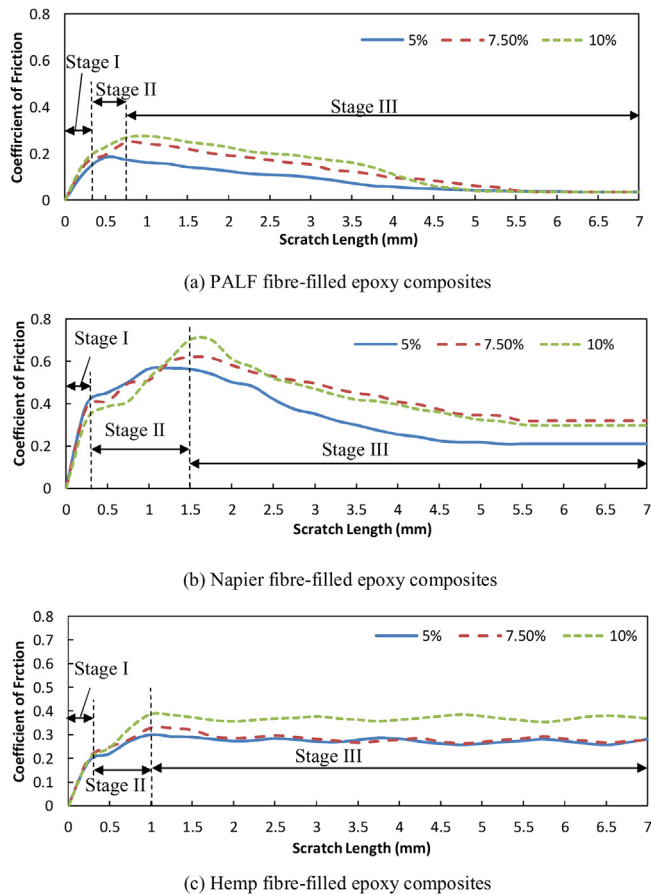 0.8
5%
7.50%
10%
0.6
Stage I
Stage II
0.4
Stage III
0.2
0
Coeffircient of Friction
0 0.5 1 1.5 2 2.5 3 3.5 4 4.5 5 5.5 6 6.5 7
Scratch Length (mm)
(a) PALF fibre-filled epoxy composites
0.8
5%
7.50%
10%
Stage I
0.6
0.4
Stage II
Stage III
0.2
0
Coefficient of Friction
0 0.5 1 1.5 2 2.5 3 3.5 4 4.5 5 5.5 6 6.5 7
Scratch Length (mm)
(b) Napier fibre-filled epoxy composites
0.8
5%
7.50%
10%
0.7
0.6
Stage I
0.5
0.4
0.3
0.2
Stage II
Stage III
0.1
0
Coefficient of Frction
0 0.5 1 1.5 2 2.5 3 3.5 4 4.5 5 5.5 6 6.5 7
Scratch Length (mm)
(c) Hemp fibre-filled epoxy composites